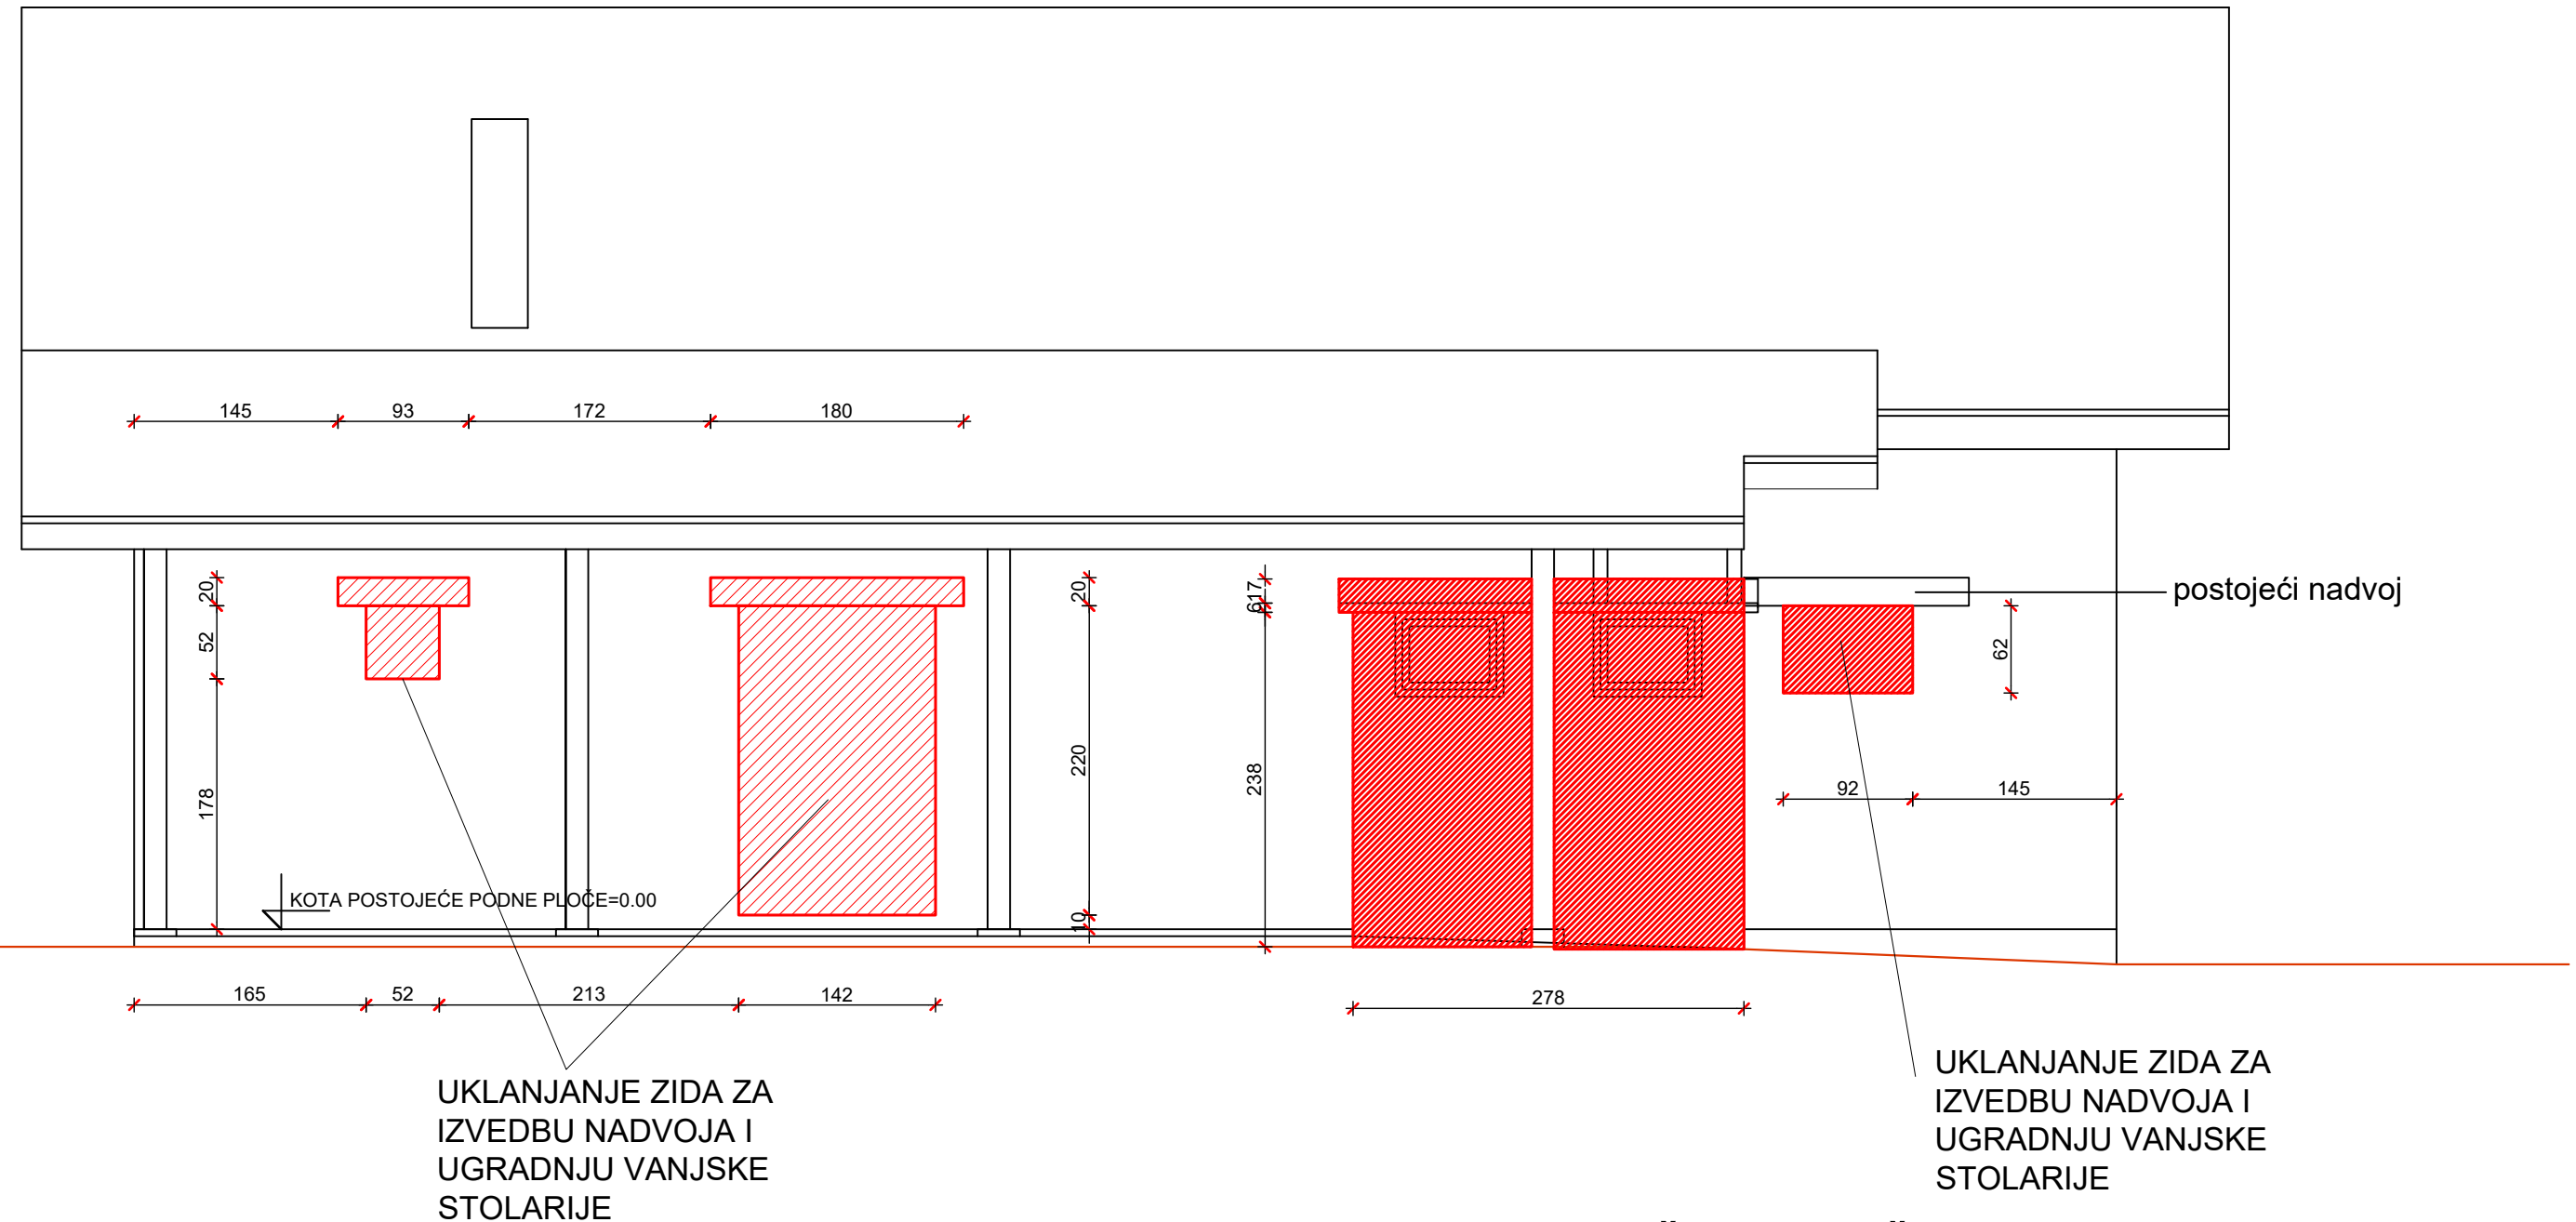 145 93 172 180
20
52
178
20
220
10
617
238
postojeći nadvoj
62
92 145
KOTA POSTOJEĆE PODNE PLOČE=0.00
165 52 213 142
278
UKLANJANJE ZIDA ZA
IZVEDBU NADVOJA I
UGRADNJU VANJSKE
STOLARIJE
UKLANJANJE ZIDA ZA
IZVEDBU NADVOJA I
UGRADNJU VANJSKE
STOLARIJE